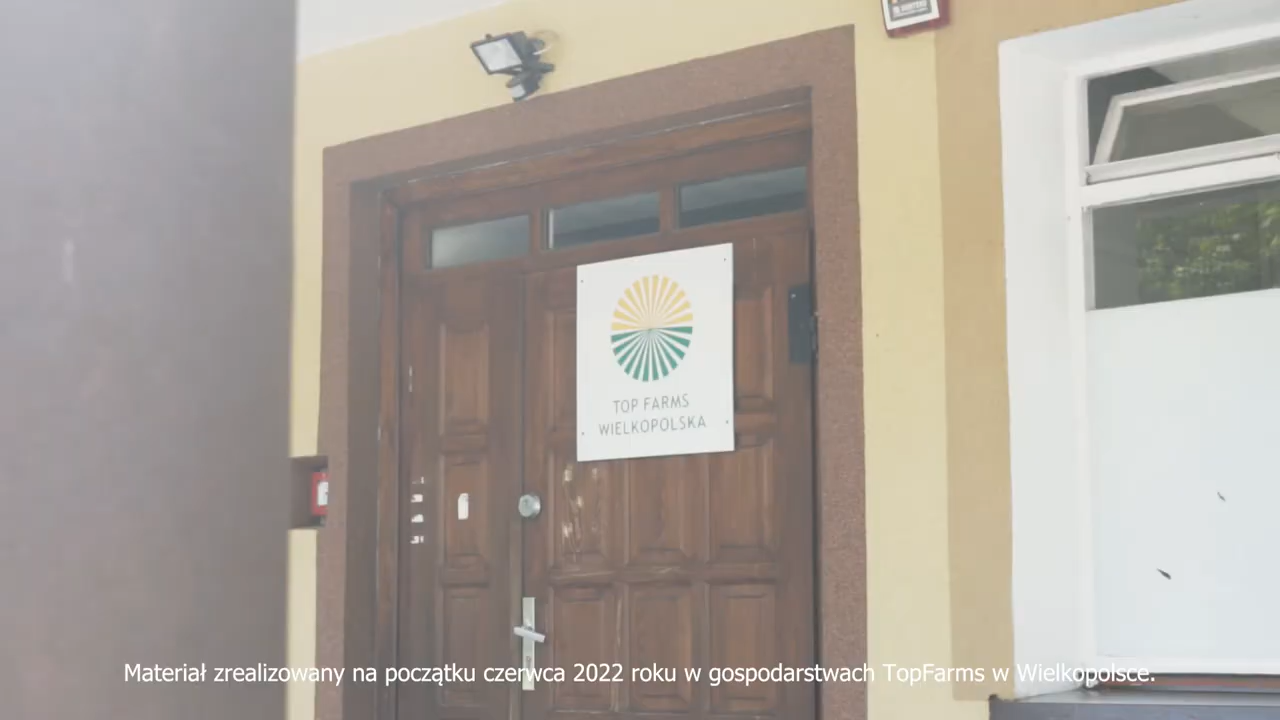 TOP FARMS
WIELKOPOLSKA
Materiał zrealizowany na początku czerwca 2022 roku w gospodarstwach TopFarms w Wielkopolsce.